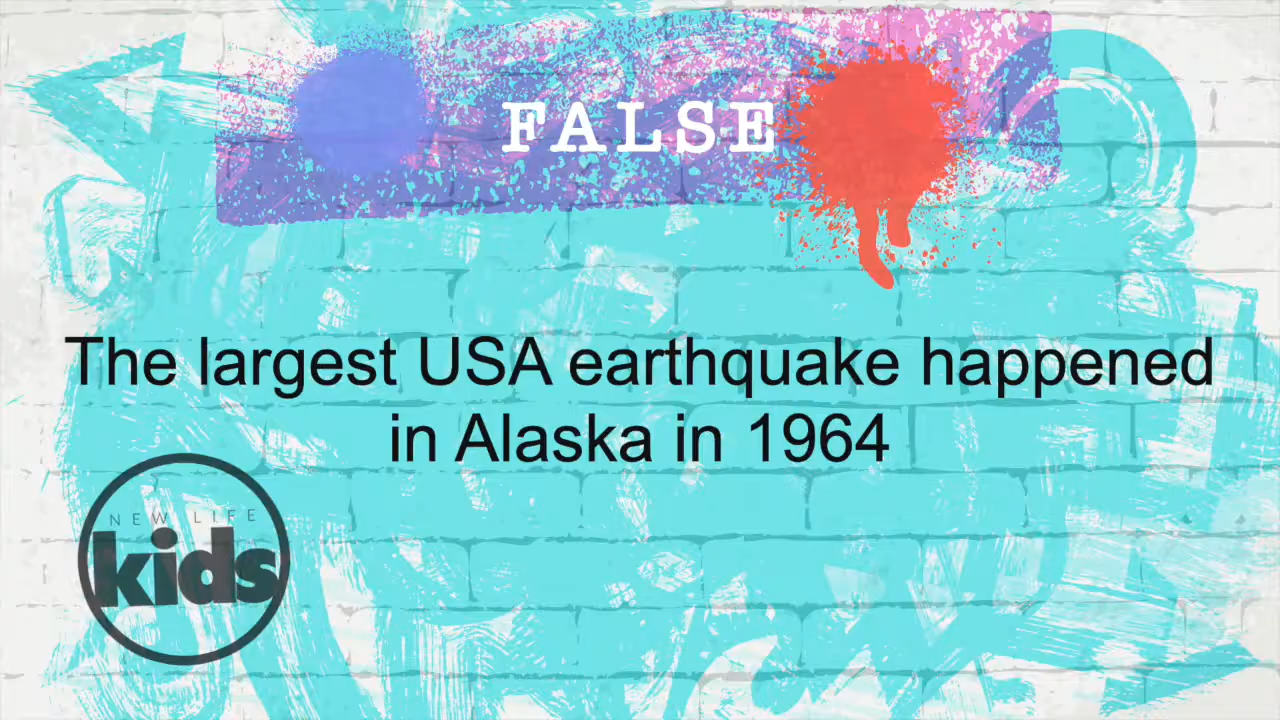 FALSE
The largest USA earthquake happened
in Alaska in 1964
NEW LIFE
kids